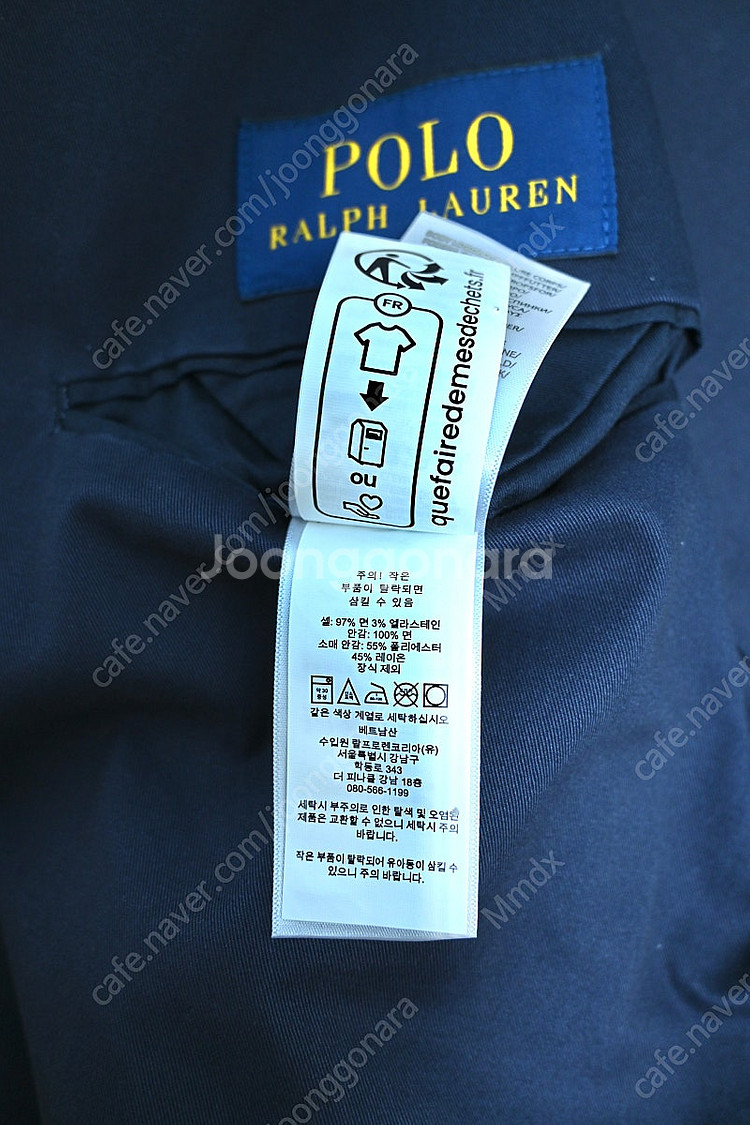 POLO
RALPH LAUREN
FR
ou
quefairedemesdechets.fr
주의! 작은
부품이 탈락되면
삼킬 수 있음
셸: 97% 면 3% 엘라스테인
안감: 100% 면
소매 안감: 55% 폴리에스터
45% 레이온
장식 제외
약 30
중성
같은 색상 계열로 세탁하십시오
베트남산
수입원 랄프로렌코리아(유)
서울특별시 강남구
학동로 343
더 피나클 강남 18층
080-566-1199
세탁시 부주의로 인한 탈색 및 오염된
제품은 교환할 수 없으니 세탁시 주의
바랍니다.
작은 부품이 탈락되어 유아동이 삼킬 수
있으니 주의 바랍니다.
Joonggonara
cafe.naver.com/joonggonara
Mmdx